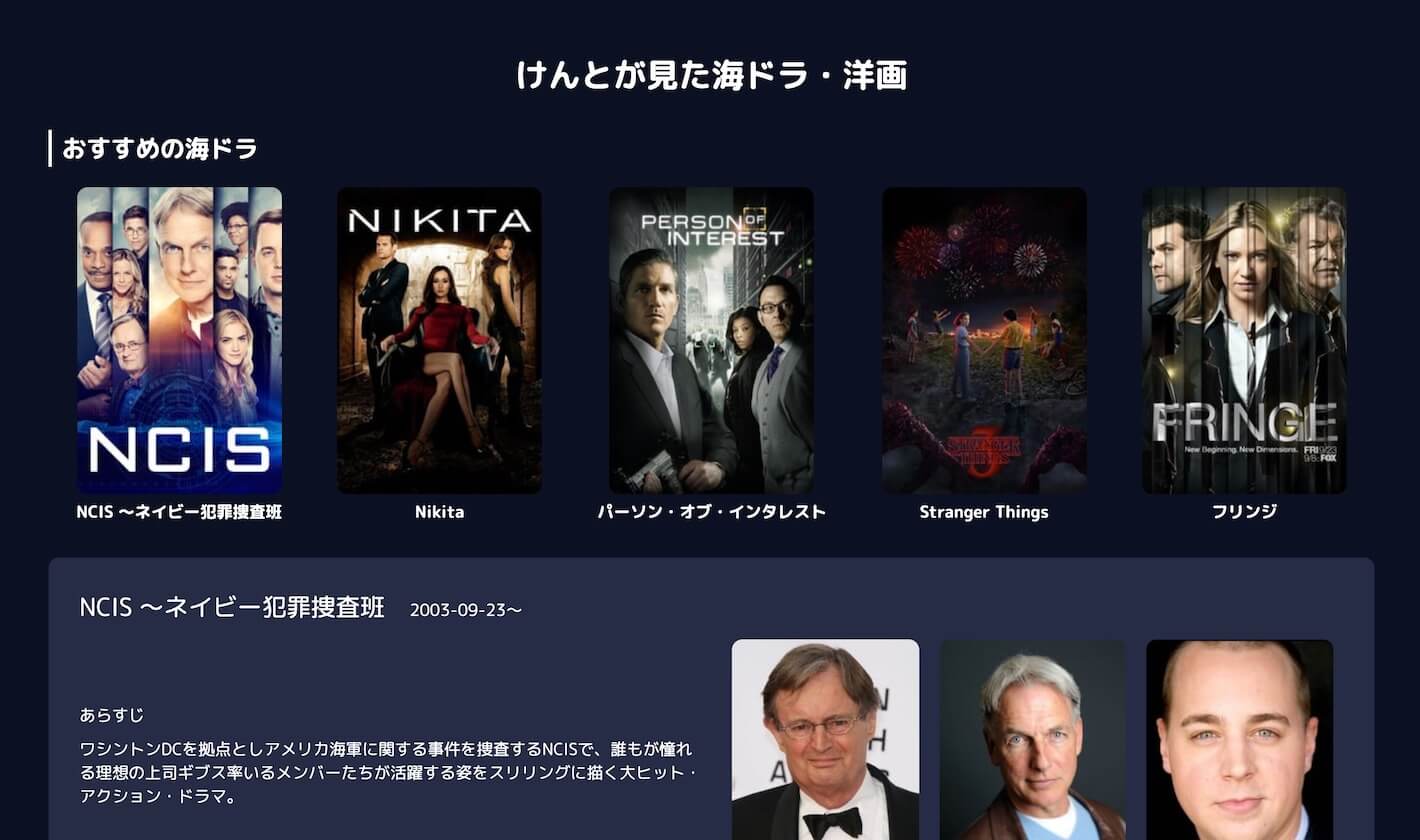 けんとが見た海ドラ・洋画
おすすめの海ドラ
NCIS
NIKITA
PERSON OF
INTEREST
STRANGER
THINGS
3
FRINGE
New Beginning. New Dimensions.
FRI 9/23
9/8c FOX
NCIS 〜ネイビー犯罪捜査班
Nikita
パーソン・オブ・インタレスト
Stranger Things
フリンジ
NCIS 〜ネイビー犯罪捜査班 2003-09-23〜
あらすじ
ワシントンDCを拠点としアメリカ海軍に関する事件を捜査するNCISで、誰もが憧れ
る理想の上司ギブス率いるメンバーたちが活躍する姿をスリリングに描く大ヒット・
アクション・ドラマ。